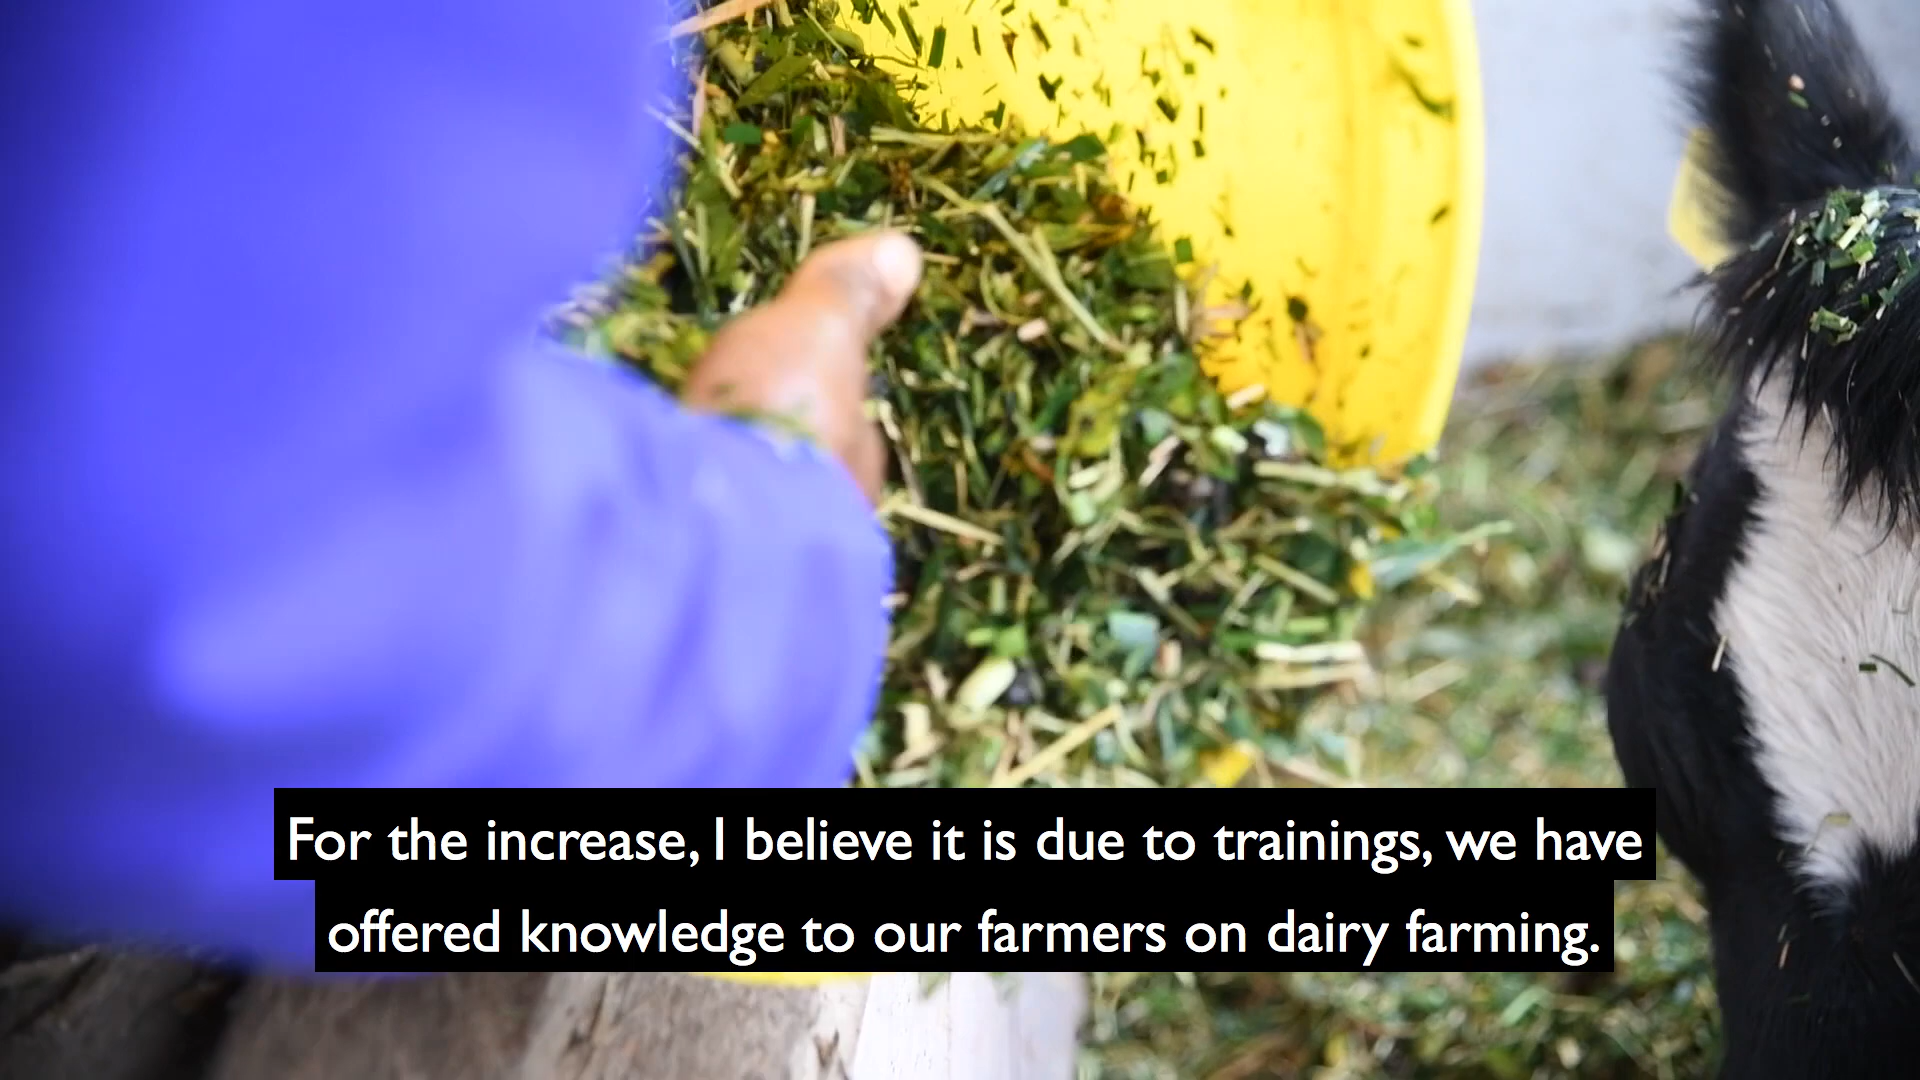 For the increase, I believe it is due to trainings, we have
offered knowledge to our farmers on dairy farming.